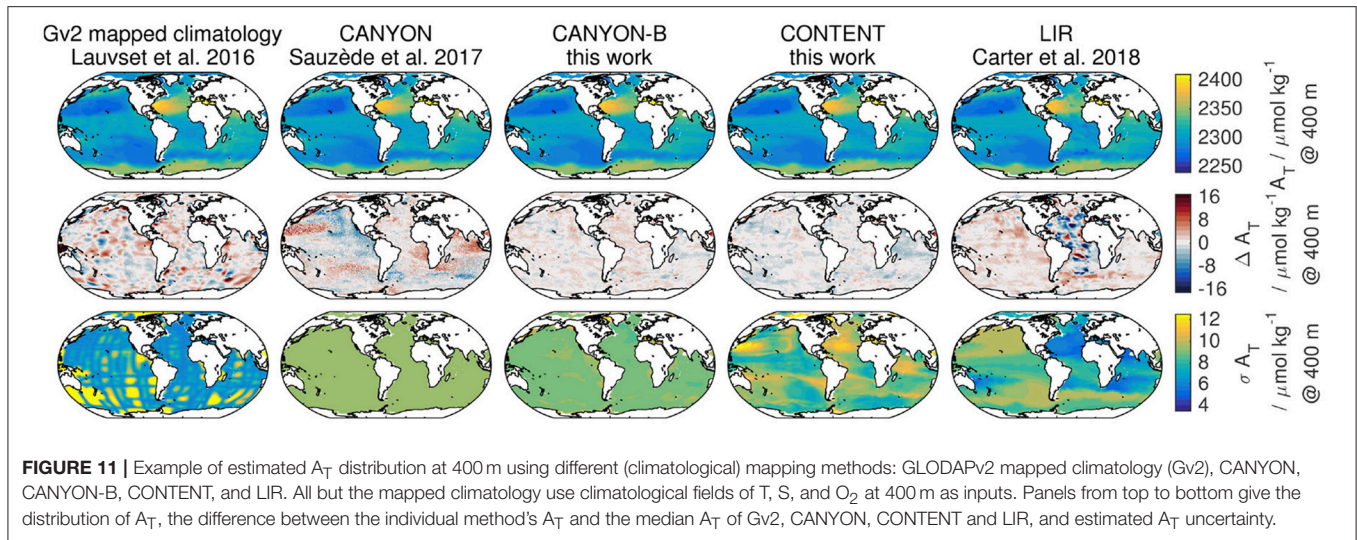 Gv2 mapped climatology
Lauvset et al. 2016
CANYON
Sauzède et al. 2017
CANYON-B
this work
CONTENT
this work
LIR
Carter et al. 2018
2400
2350
2300
2250
A_T / μmol kg⁻¹
@ 400 m
16
8
0
-8
-16
Δ A_T
/ μmol kg⁻¹
@ 400 m
12
10
8
6
4
σ A_T
/ μmol kg⁻¹
@ 400 m
FIGURE 11 | Example of estimated A_T distribution at 400 m using different (climatological) mapping methods: GLODAPv2 mapped climatology (Gv2), CANYON,
CANYON-B, CONTENT, and LIR. All but the mapped climatology use climatological fields of T, S, and O₂ at 400 m as inputs. Panels from top to bottom give the
distribution of A_T, the difference between the individual method's A_T and the median A_T of Gv2, CANYON, CONTENT and LIR, and estimated A_T uncertainty.